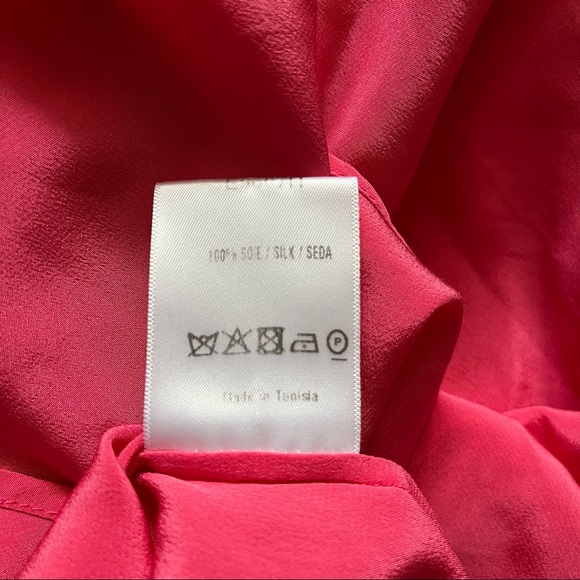 100% SOIE / SILK / SEDA
P
Made in Tunisia